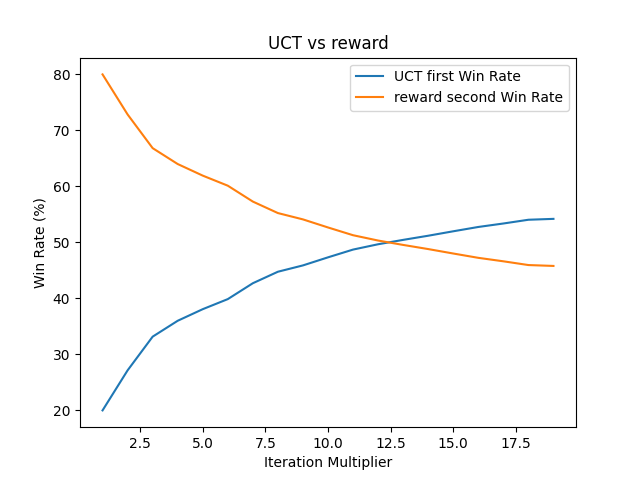 UCT vs reward
UCT first Win Rate
reward second Win Rate
Win Rate (%)
80
70
60
50
40
30
20
2.5 5.0 7.5 10.0 12.5 15.0 17.5
Iteration Multiplier